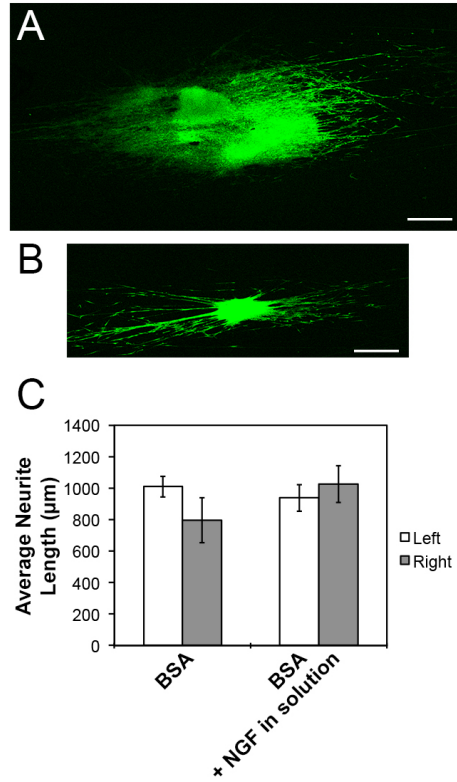 A
B
C
1400
1200
1000
800
600
400
200
0
Average Neurite
Length (µm)
BSA
BSA
+ NGF in solution
Left
Right